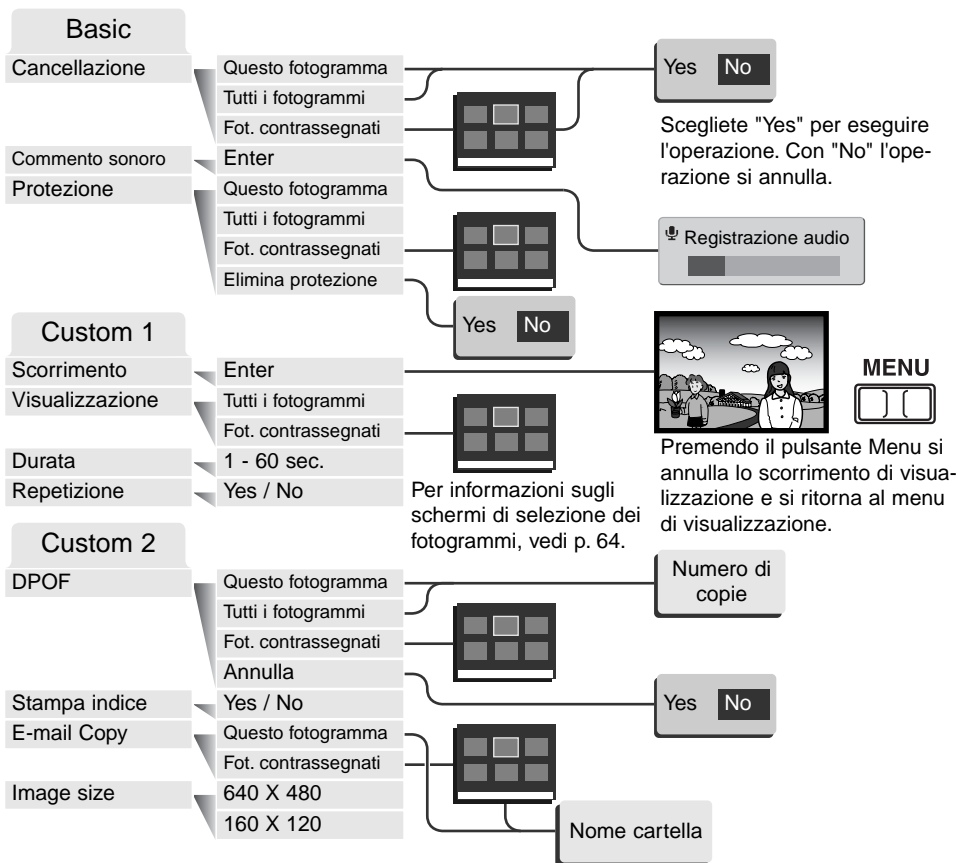 Basic
Cancellazione
Questo fotogramma
Tutti i fotogrammi
Fot. contrassegnati
Yes No
Scegliete "Yes" per eseguire
l'operazione. Con "No" l'ope-
razione si annulla.
Commento sonoro
Enter
Registrazione audio
Protezione
Questo fotogramma
Tutti i fotogrammi
Fot. contrassegnati
Elimina protezione
Yes No
Custom 1
Scorrimento
Enter
MENU
Premendo il pulsante Menu si
annulla lo scorrimento di visua-
lizzazione e si ritorna al menu
di visualizzazione.
Visualizzazione
Tutti i fotogrammi
Fot. contrassegnati
Per informazioni sugli
schermi di selezione dei
fotogrammi, vedi p. 64.
Durata
1 - 60 sec.
Repetizione
Yes / No
Custom 2
DPOF
Questo fotogramma
Tutti i fotogrammi
Fot. contrassegnati
Annulla
Numero di
copie
Yes No
Stampa indice
Yes / No
E-mail Copy
Questo fotogramma
Fot. contrassegnati
Nome cartella
Image size
640 X 480
160 X 120